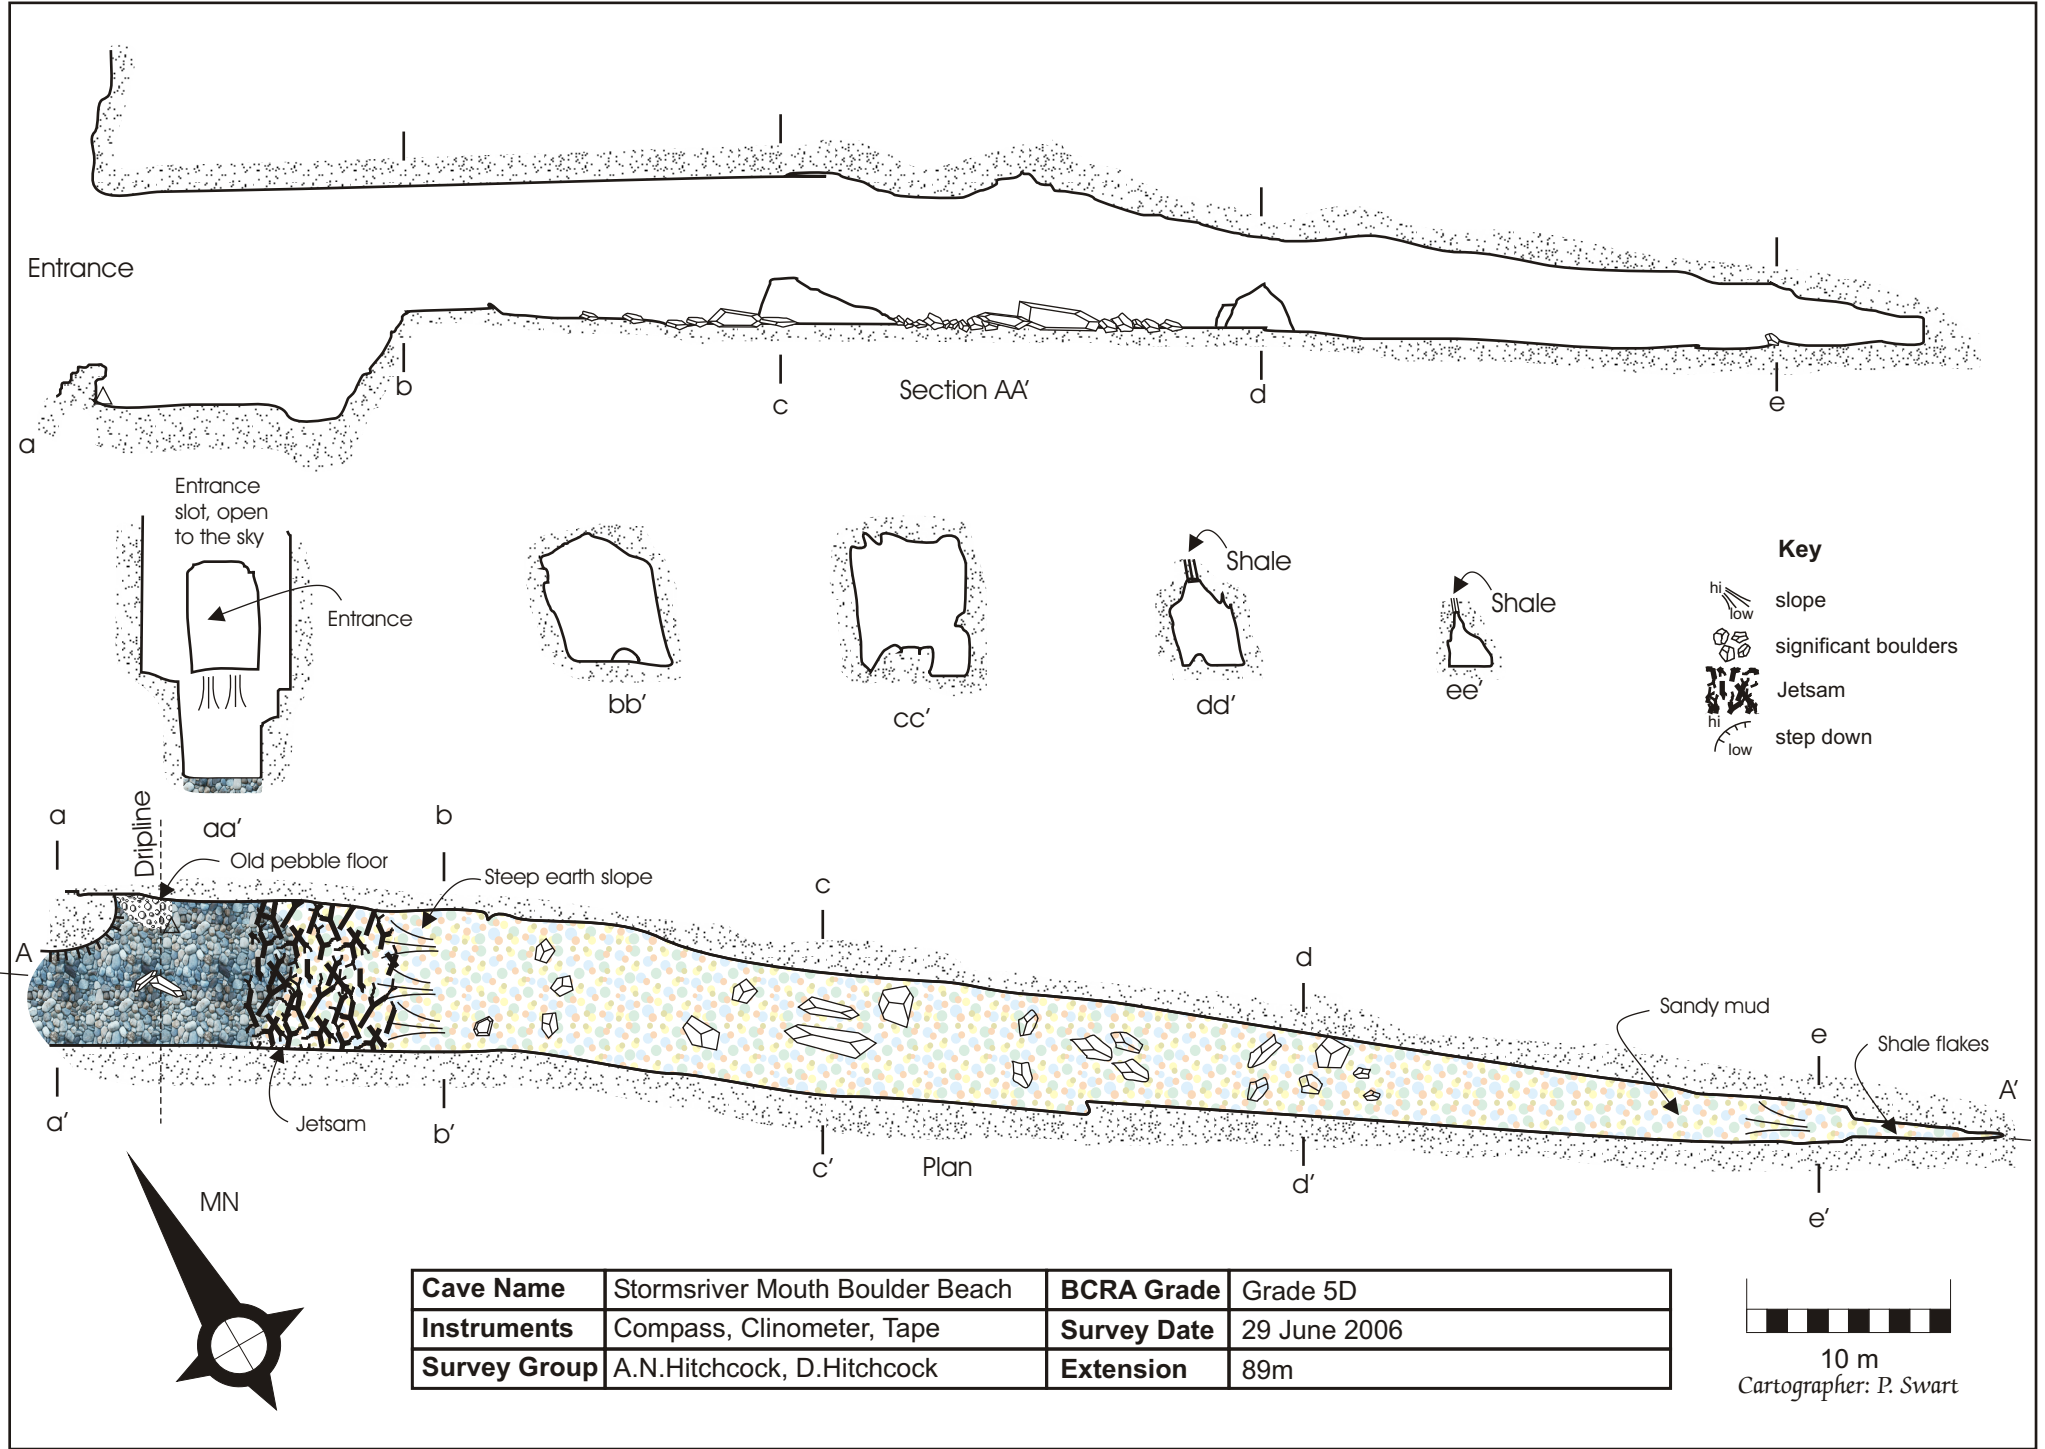 Entrance
b
c
Section AA'
d
e
a
Entrance
slot, open
to the sky
Entrance
aa'
bb'
cc'
Shale
dd'
Shale
ee'
Key
hi
low
slope
significant boulders
Jetsam
hi
low
step down
a
Dripline
Old pebble floor
b
Steep earth slope
c
d
Sandy mud
e
Shale flakes
A
A'
a'
Jetsam
b'
c'
Plan
d'
e'
MN
Cave Name Stormsriver Mouth Boulder Beach BCRA Grade Grade 5D
Instruments Compass, Clinometer, Tape Survey Date 29 June 2006
Survey Group A.N.Hitchcock, D.Hitchcock Extension 89m
10 m
Cartographer: P. Swart